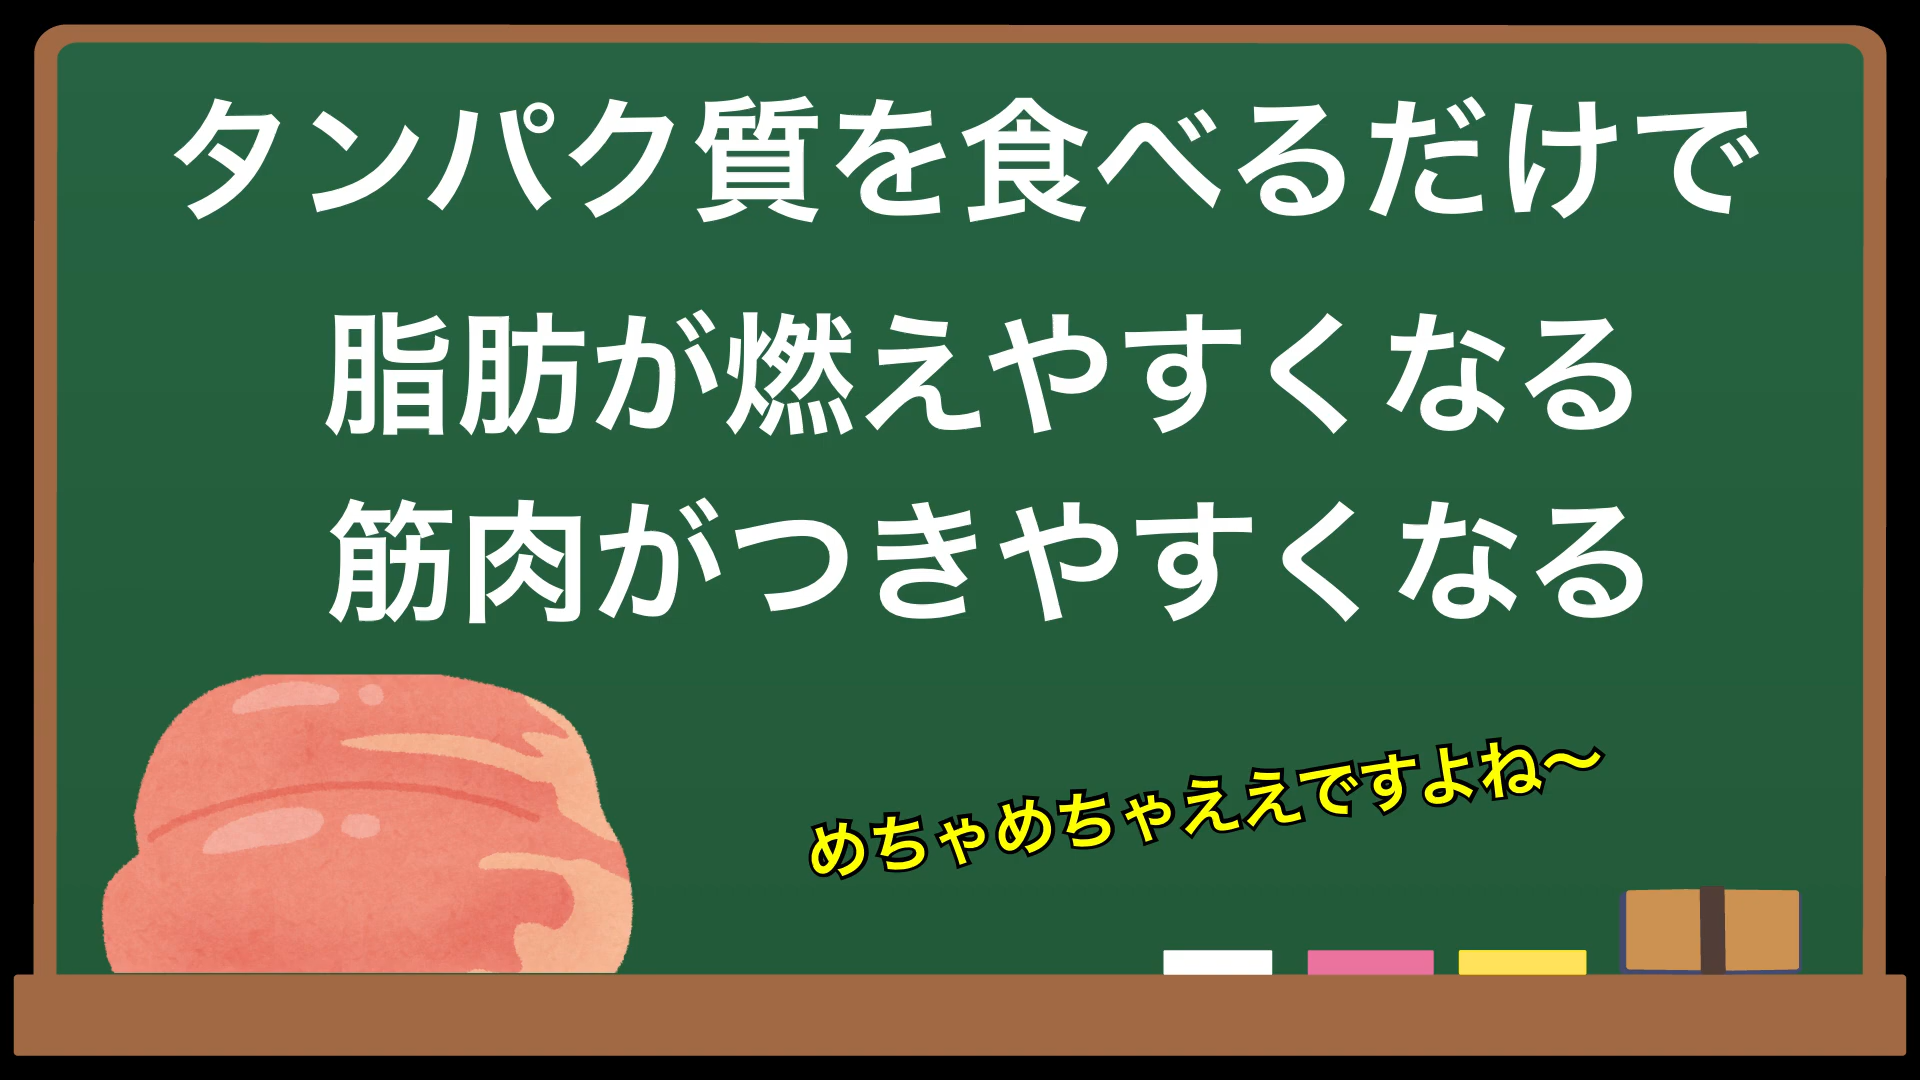 タンパク質を食べるだけで
脂肪が燃えやすくなる
筋肉がつきやすくなる
めちゃめちゃええですよね〜